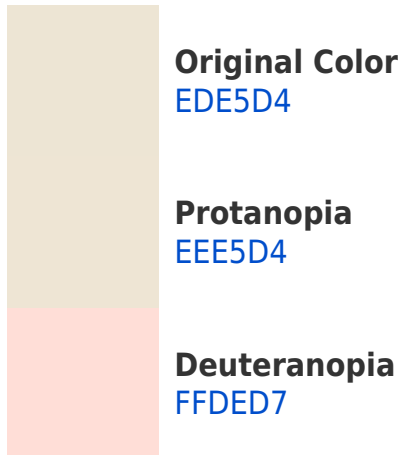 Original Color
EDE5D4
Protanopia
EEE5D4
Deuteranopia
FFDED7